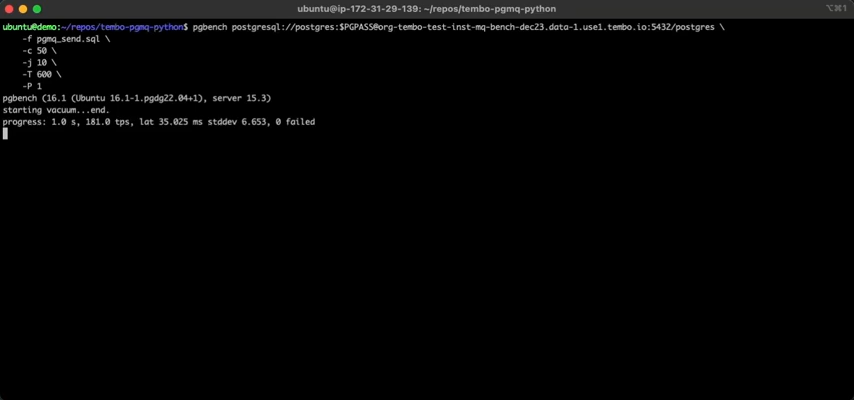 ubuntu@ip-172-31-29-139: ~/repos/tembo-pgmq-python
⌥⌘1
ubuntu@demo:~/repos/tembo-pgmq-python$ pgbench postgresql://postgres:$PGPASS@org-tembo-test-inst-mq-bench-dec23.data-1.use1.tembo.io:5432/postgres \
-f pgmq_send.sql \
-c 50 \
-j 10 \
-T 600 \
-P 1
pgbench (16.1 (Ubuntu 16.1-1.pgdg22.04+1), server 15.3)
starting vacuum...end.
progress: 1.0 s, 181.0 tps, lat 35.025 ms stddev 6.653, 0 failed